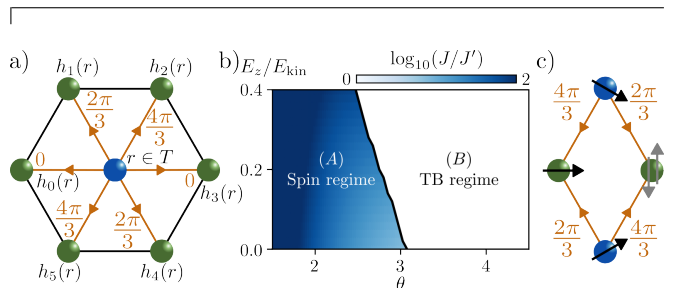 a)
h₁(r)
h₂(r)
2π/3
4π/3
0
r ∈ T
0
h₀(r)
h₃(r)
4π/3
2π/3
h₅(r)
h₄(r)
b)
E_z/E_kin
log₁₀(J/J′)
0
2
0.4
0.2
0.0
(A)
Spin regime
(B)
TB regime
2
3
4
θ
c)
4π/3
2π/3
2π/3
4π/3